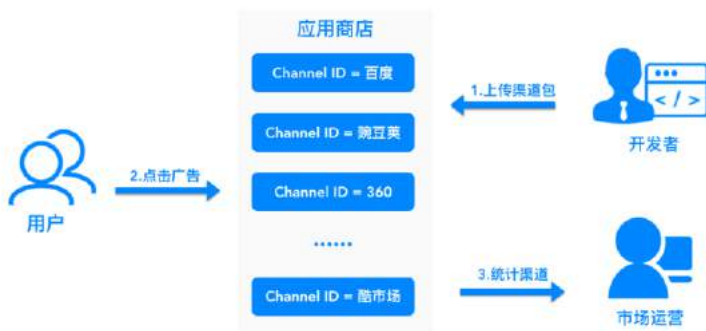 应用商店
Channel ID = 百度
1.上传渠道包
</>
开发者
Channel ID = 豌豆荚
2.点击广告
Channel ID = 360
用户
......
Channel ID = 酷市场
3.统计渠道
市场运营